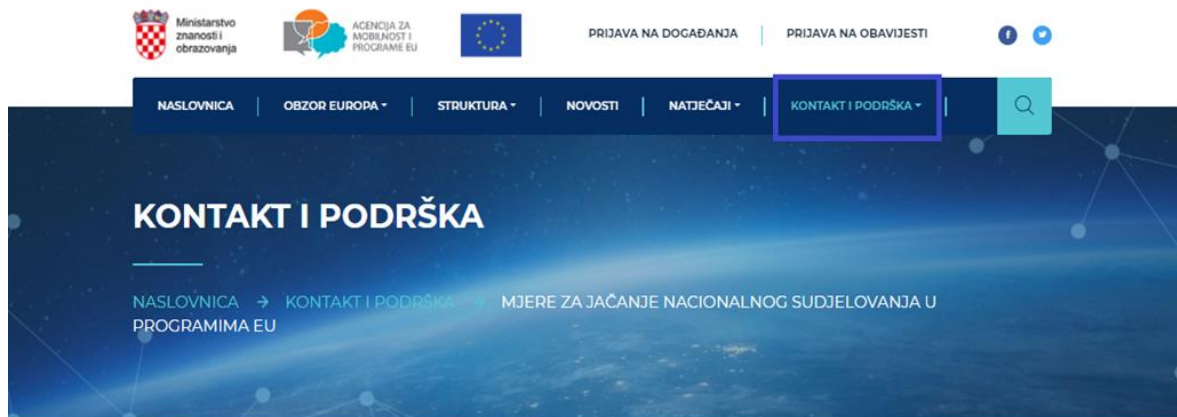 Ministarstvo
znanosti i
obrazovanja
AGENCIJA ZA
MOBILNOST I
PROGRAME EU
PRIJAVA NA DOGAĐANJA
PRIJAVA NA OBAVIJESTI
NASLOVNICA
OBZOR EUROPA
STRUKTURA
NOVOSTI
NATJEČAJI
KONTAKT I PODRŠKA
KONTAKT I PODRŠKA
NASLOVNICA → KONTAKT I PODRŠKA → MJERE ZA JAČANJE NACIONALNOG SUDJELOVANJA U
PROGRAMIMA EU